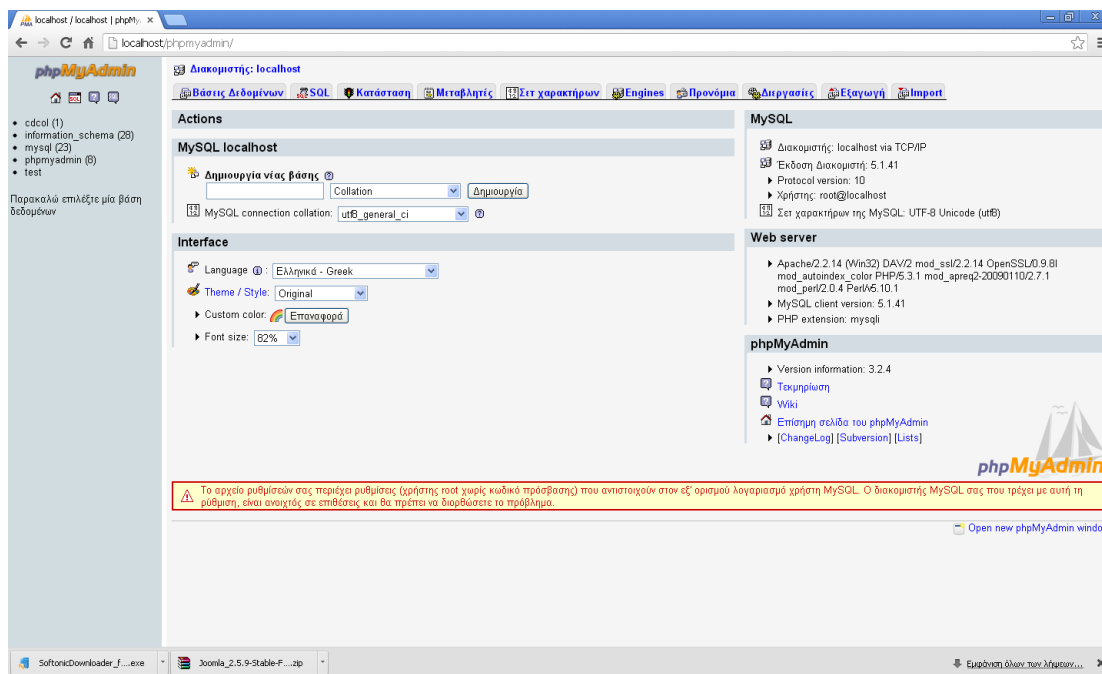 localhost / localhost | phpMy.
localhost/phpmyadmin/
phpMyAdmin
cdcol (1)
information_schema (28)
mysql (23)
phpmyadmin (8)
test
Παρακαλώ επιλέξτε μία βάση
δεδομένων
Διακομιστής: localhost
Βάσεις Δεδομένων SQL Κατάσταση Μεταβλητές Σετ χαρακτήρων Engines Προνόμια Διεργασίες Εξαγωγή Import
Actions
MySQL localhost
Δημιουργία νέας βάσης
Collation Δημιουργία
MySQL connection collation: utf8_general_ci
Interface
Language : Ελληνικά - Greek
Theme / Style: Original
Custom color: Επαναφορά
Font size: 82%
MySQL
Διακομιστής: localhost via TCP/IP
Έκδοση Διακομιστή: 5.1.41
Protocol version: 10
Χρήστης: root@localhost
Σετ χαρακτήρων της MySQL: UTF-8 Unicode (utf8)
Web server
Apache/2.2.14 (Win32) DAV/2 mod_ssl/2.2.14 OpenSSL/0.9.8l
mod_autoindex_color PHP/5.3.1 mod_apreq2-20090110/2.7.1
mod_perl/2.0.4 Perl/v5.10.1
MySQL client version: 5.1.41
PHP extension: mysqli
phpMyAdmin
Version information: 3.2.4
Τεκμηρίωση
Wiki
Επίσημη σελίδα του phpMyAdmin
[ChangeLog] [Subversion] [Lists]
phpMyAdmin
Το αρχείο ρυθμίσεών σας περιέχει ρυθμίσεις (χρήστης root χωρίς κωδικό πρόσβασης) που αντιστοιχούν στον εξ' ορισμού λογαριασμό χρήστη MySQL. Ο διακομιστής MySQL σας που τρέχει με αυτή τη
ρύθμιση, είναι ανοιχτός σε επιθέσεις και θα πρέπει να διορθώσετε το πρόβλημα.
Open new phpMyAdmin windo
SoftonicDownloader_f....exe Joomla_2.5.9-Stable-F....zip Εμφάνιση όλων των λήψεων...